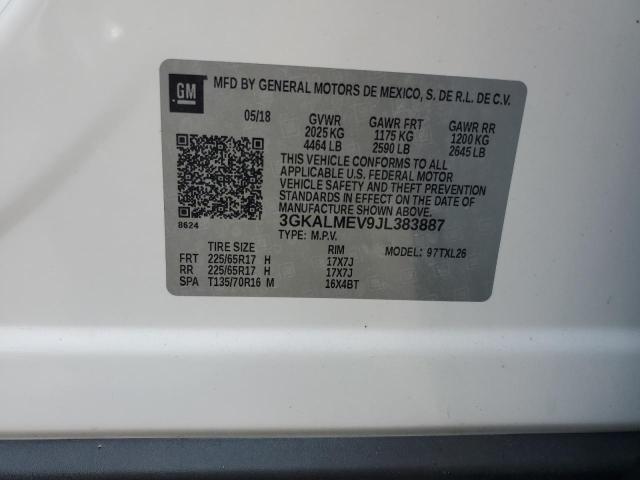 GM
MFD BY GENERAL MOTORS DE MEXICO, S. DE R.L. DE C.V.
05/18 GVWR GAWR FRT GAWR RR
2025 KG 1175 KG 1200 KG
4464 LB 2590 LB 2645 LB
THIS VEHICLE CONFORMS TO ALL
APPLICABLE U.S. FEDERAL MOTOR
VEHICLE SAFETY AND THEFT PREVENTION
STANDARDS IN EFFECT ON THE DATE OF
MANUFACTURE SHOWN ABOVE.
8624 3GKALMEV9JL383887
TYPE: M.P.V. MODEL: 97TXL26
TIRE SIZE RIM
FRT 225/65R17 H 17X7J
RR 225/65R17 H 17X7J
SPA T135/70R16 M 16X4BT